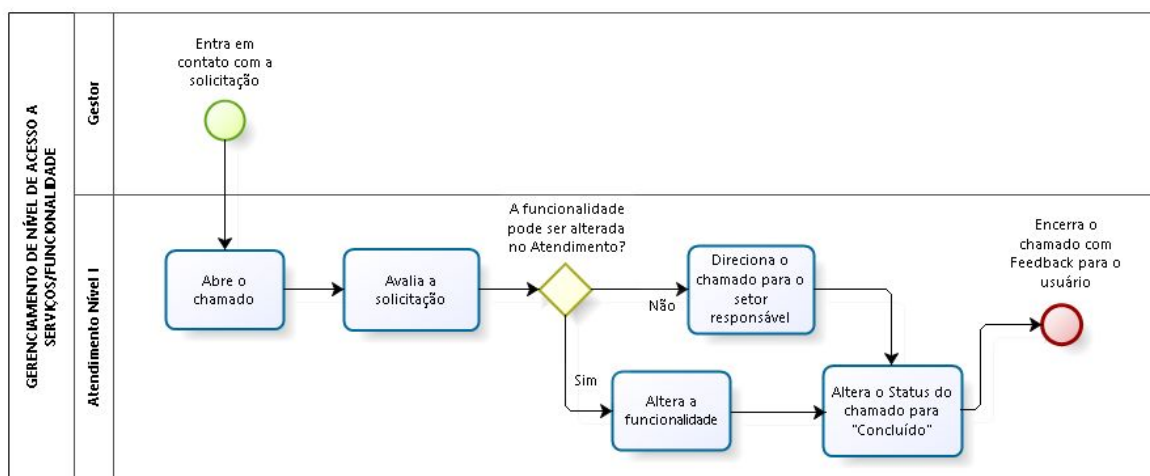 GERENCIAMENTO DE NÍVEL DE ACESSO A
SERVIÇOS/FUNCIONALIDADE
Gestor
Entra em
contato com a
solicitação
Atendimento Nível I
Abre o
chamado
Avalia a
solicitação
A funcionalidade
pode ser alterada
no Atendimento?
Não
Sim
Direciona o
chamado para o
setor
responsável
Altera a
funcionalidade
Altera o Status do
chamado para
"Concluído"
Encerra o
chamado com
Feedback para o
usuário